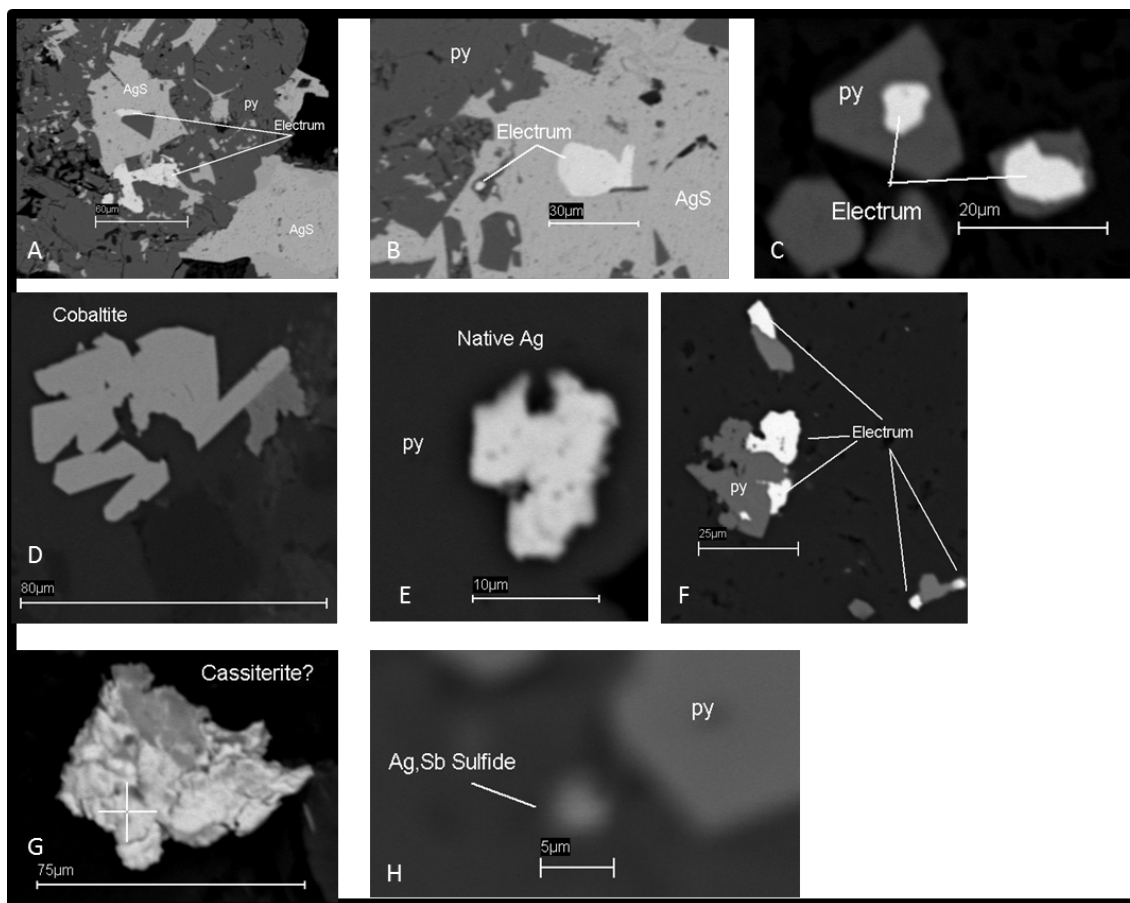 AgS
py
Electrum
60µm
AgS
A
py
Electrum
AgS
30µm
B
py
Electrum
20µm
C
Cobaltite
80µm
D
Native Ag
py
10µm
E
Electrum
py
25µm
F
Cassiterite?
G
75µm
py
Ag,Sb Sulfide
5µm
H